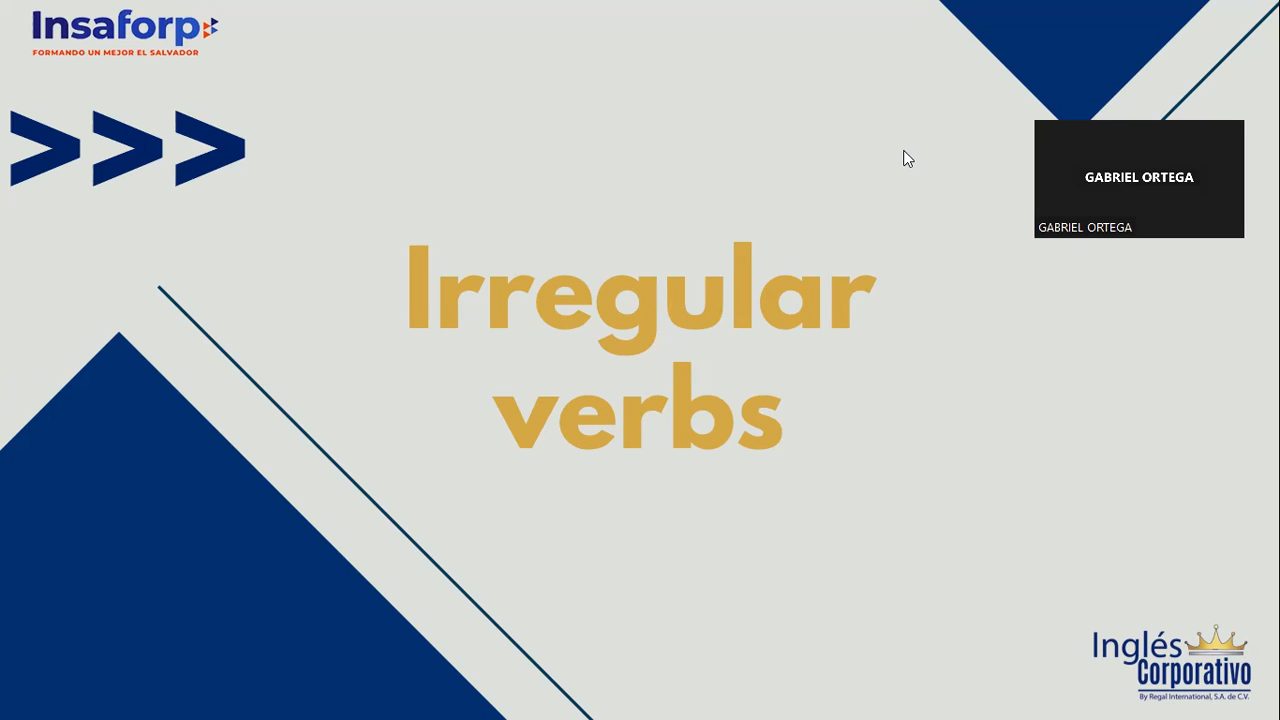 Insaforp
FORMANDO UN MEJOR EL SALVADOR
>>>
GABRIEL ORTEGA
GABRIEL ORTEGA
Irregular
verbs
Inglés
Corporativo
By Regal International, S.A. de C.V.